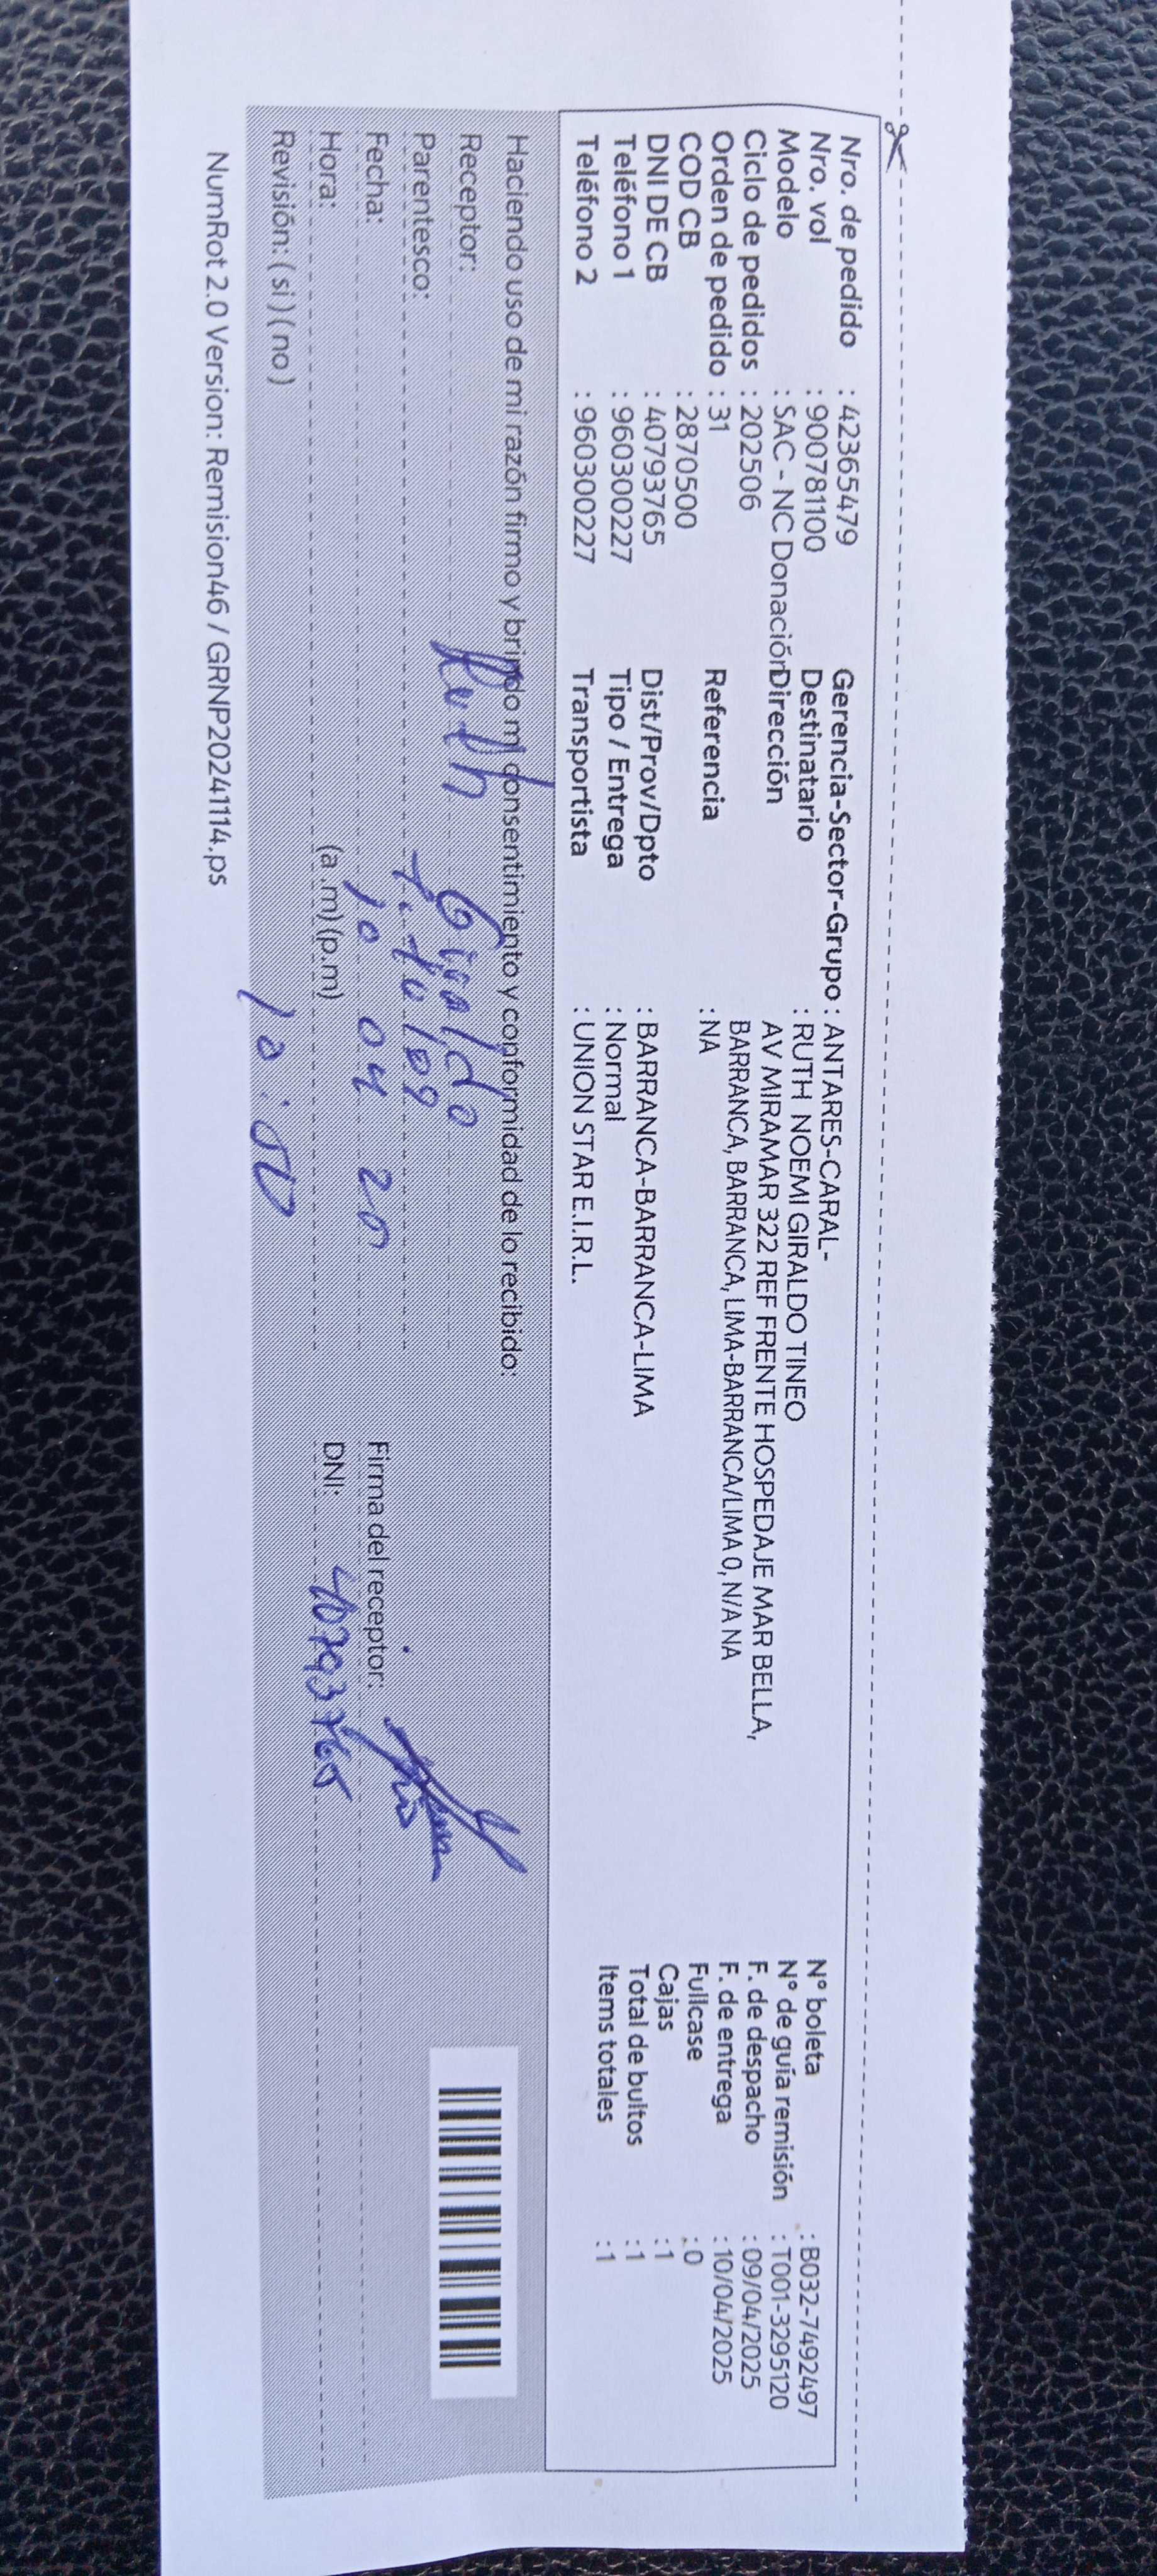 Nro. de pedido : 42365479
Nro. vol : 900781100
Modelo : SAC - NC Donación
Ciclo de pedidos : 202506
Orden de pedido : 31
COD CB : 2870500
DNI DE CB : 40793765
Teléfono 1 : 960300227
Teléfono 2 : 960300227
Gerencia-Sector-Grupo : ANTARES-CARAL-
Destinatario : RUTH NOEMI GIRALDO TINEO
Dirección AV MIRAMAR 322 REF FRENTE HOSPEDAJE MAR BELLA,
BARRANCA, BARRANCA, LIMA-BARRANCA/LIMA 0, N/A NA
Referencia : NA
Dist/Prov/Dpto : BARRANCA-BARRANCA-LIMA
Tipo / Entrega : Normal
Transportista : UNION STAR E.I.R.L.
N° boleta : B032-7492497
N° de guía remisión : T001-3295120
F. de despacho : 09/04/2025
F. de entrega : 10/04/2025
Fullcase : 0
Cajas : 1
Total de bultos : 1
Items totales : 1
Haciendo uso de mi razón firmo y brindo mi consentimiento y conformidad de lo recibido:
Receptor: Ruth Giraldo
Parentesco: Titular
Fecha: 10 04 25
Hora: (a.m) (p.m)
Revisión: ( si ) ( no ) 10:50
Firma del receptor:
DNI: 40793765
NumRot 2.0 Version: Remision46 / GRNP20241114.ps